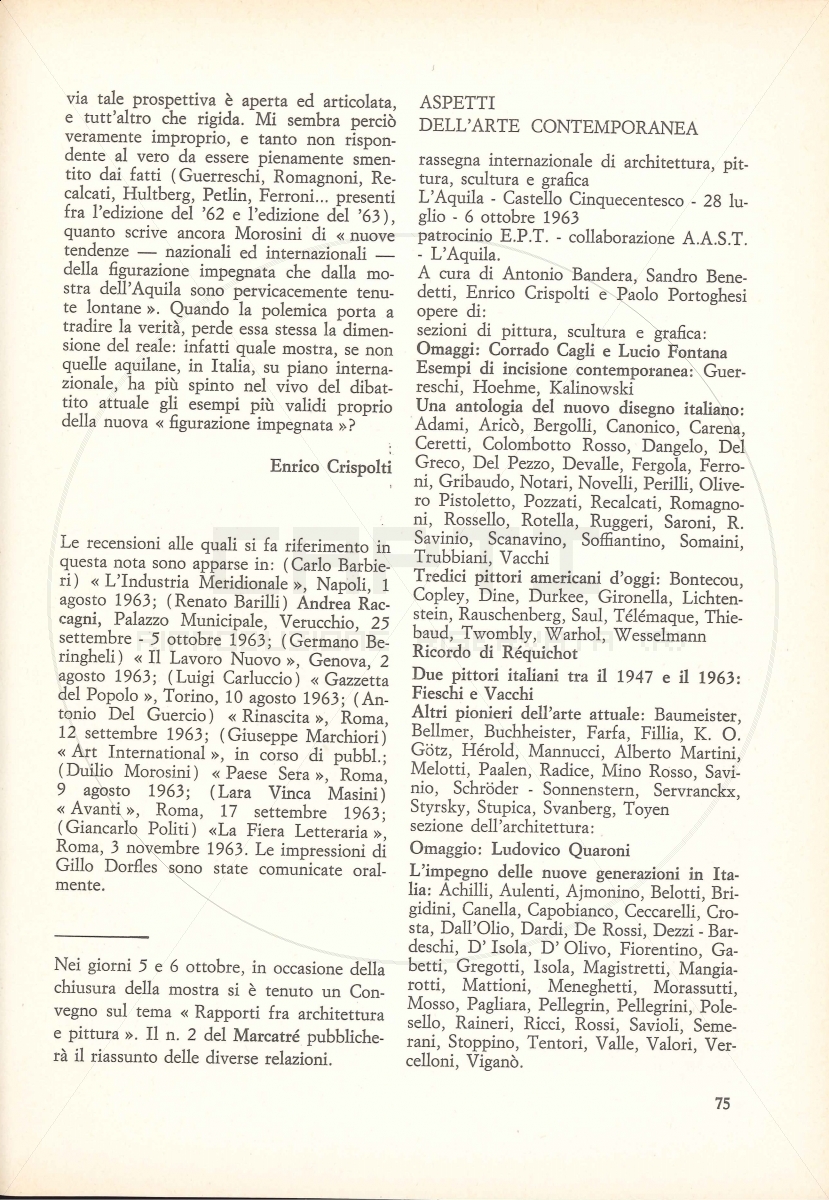 via tale prospettiva è aperta ed articolata,
e tutt'altro che rigida. Mi sembra perciò
veramente improprio, e tanto non rispon-
dente al vero da essere pienamente smen-
tito dai fatti (Guerreschi, Romagnoni, Re-
calcati, Hultberg, Petlin, Ferroni... presenti
fra l'edizione del '62 e l'edizione del '63),
quanto scrive ancora Morosini di « nuove
tendenze — nazionali ed internazionali —
della figurazione impegnata che dalla mo-
stra dell'Aquila sono pervicacemente tenu-
te lontane ». Quando la polemica porta a
tradire la verità, perde essa stessa la dimen-
sione del reale: infatti quale mostra, se non
quelle aquilane, in Italia, su piano interna-
zionale, ha più spinto nel vivo del dibat-
tito attuale gli esempi più validi proprio
della nuova « figurazione impegnata »?
Enrico Crispolti
Le recensioni alle quali si fa riferimento in
questa nota sono apparse in: (Carlo Barbie-
ri) « L'Industria Meridionale », Napoli, 1
agosto 1963; (Renato Barilli) Andrea Rac-
cagni, Palazzo Municipale, Verucchio, 25
settembre - 5 ottobre 1963; (Germano Be-
ringheli) « Il Lavoro Nuovo », Genova, 2
agosto 1963; (Luigi Carluccio) « Gazzetta
del Popolo », Torino, 10 agosto 1963; (An-
tonio Del Guercio) « Rinascita », Roma,
12 settembre 1963; (Giuseppe Marchiori)
« Art International », in corso di pubbl.;
(Duilio Morosini) « Paese Sera », Roma,
9 agosto 1963; (Lara Vinca Masini)
« Avanti », Roma, 17 settembre 1963;
(Giancarlo Politi) «La Fiera Letteraria »,
Roma, 3 novembre 1963. Le impressioni di
Gillo Dorfles sono state comunicate oral-
mente.
Nei giorni 5 e 6 ottobre, in occasione della
chiusura della mostra si è tenuto un Con-
vegno sul tema « Rapporti fra architettura
e pittura ». Il n. 2 del Marcatré pubbliche-
rà il riassunto delle diverse relazioni.
ASPETTI
DELL'ARTE CONTEMPORANEA
rassegna internazionale di architettura, pit-
tura, scultura e grafica
L'Aquila - Castello Cinquecentesco - 28 lu-
glio - 6 ottobre 1963
patrocinio E.P.T. - collaborazione A.A.S.T.
- L'Aquila.
A cura di Antonio Bandera, Sandro Bene-
detti, Enrico Crispolti e Paolo Portoghesi
opere di:
sezioni di pittura, scultura e grafica:
Omaggi: Corrado Cagli e Lucio Fontana
Esempi di incisione contemporanea: Guer-
reschi, Hoehme, Kalinowski
Una antologia del nuovo disegno italiano:
Adami, Aricò, Bergolli, Canonico, Carena,
Ceretti, Colombotto Rosso, Dangelo, Del
Greco, Del Pezzo, Devalle, Fergola, Ferro-
ni, Gribaudo, Notari, Novelli, Perilli, Olive-
ro Pistoletto, Pozzati, Recalcati, Romagno-
ni, Rossello, Rotella, Ruggeri, Saroni, R.
Savinio, Scanavino, Soffiantino, Somaini,
Trubbiani, Vacchi
Tredici pittori americani d'oggi: Bontecou,
Copley, Dine, Durkee, Gironella, Lichten-
stein, Rauschenberg, Saul, Télémaque, Thie-
baud, Twombly, Warhol, Wesselmann
Ricordo di Réquichot
Due pittori italiani tra il 1947 e il 1963:
Fieschi e Vacchi
Altri pionieri dell'arte attuale: Baumeister,
Bellmer, Buchheister, Farfa, Fillia, K. O.
Götz, Hérold, Mannucci, Alberto Martini,
Melotti, Paalen, Radice, Mino Rosso, Savi-
nio, Schröder - Sonnenstern, Servranckx,
Styrsky, Stupica, Svanberg, Toyen
sezione dell'architettura:
Omaggio: Ludovico Quaroni
L'impegno delle nuove generazioni in Ita-
lia: Achilli, Aulenti, Ajmonino, Belotti, Bri-
gidini, Canella, Capobianco, Ceccarelli, Cro-
sta, Dall'Olio, Dardi, De Rossi, Dezzi - Bar-
deschi, D' Isola, D' Olivo, Fiorentino, Ga-
betti, Gregotti, Isola, Magistretti, Mangia-
rotti, Mattioni, Meneghetti, Morassutti,
Mosso, Pagliara, Pellegrin, Pellegrini, Pole-
sello, Raineri, Ricci, Rossi, Savioli, Seme-
rani, Stoppino, Tentori, Valle, Valori, Ver-
celloni, Viganò.
75